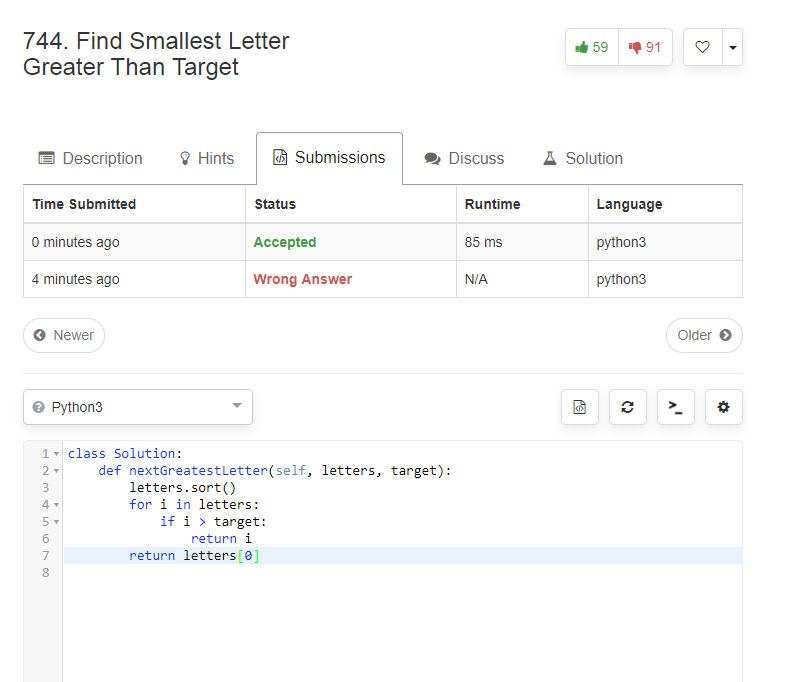 744. Find Smallest Letter
Greater Than Target
59 91
Description Hints Submissions Discuss Solution
Time Submitted Status Runtime Language
0 minutes ago Accepted 85 ms python3
4 minutes ago Wrong Answer N/A python3
Newer Older
Python3
1 class Solution:
2     def nextGreatestLetter(self, letters, target):
3         letters.sort()
4         for i in letters:
5             if i > target:
6                 return i
7         return letters[0]
8